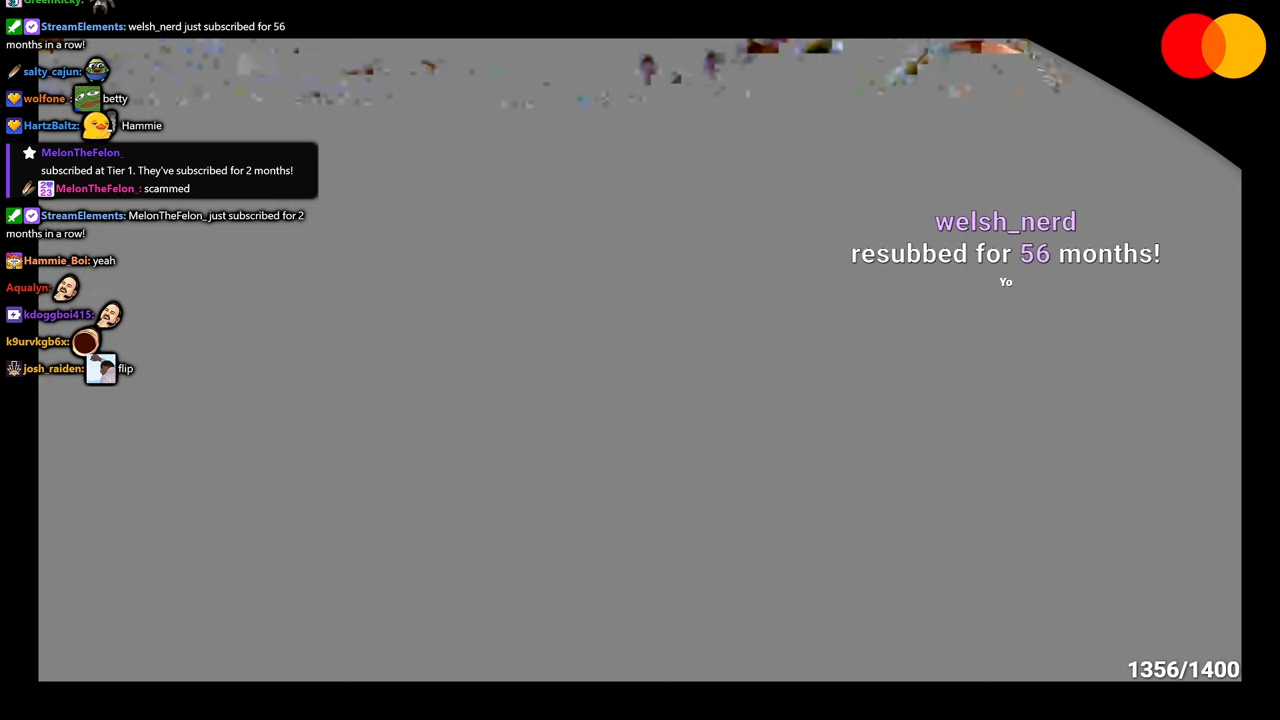 GreenRicky:
StreamElements: welsh_nerd just subscribed for 56
months in a row!
salty_cajun:
wolfone_: betty
HartzBaltz: Hammie
MelonTheFelon_
subscribed at Tier 1. They've subscribed for 2 months!
MelonTheFelon_: scammed
StreamElements: MelonTheFelon_ just subscribed for 2
months in a row!
Hammie_Boi: yeah
Aqualyn:
kdoggboi415:
k9urvkgb6x:
josh_raiden: flip
welsh_nerd
resubbed for 56 months!
Yo
1356/1400